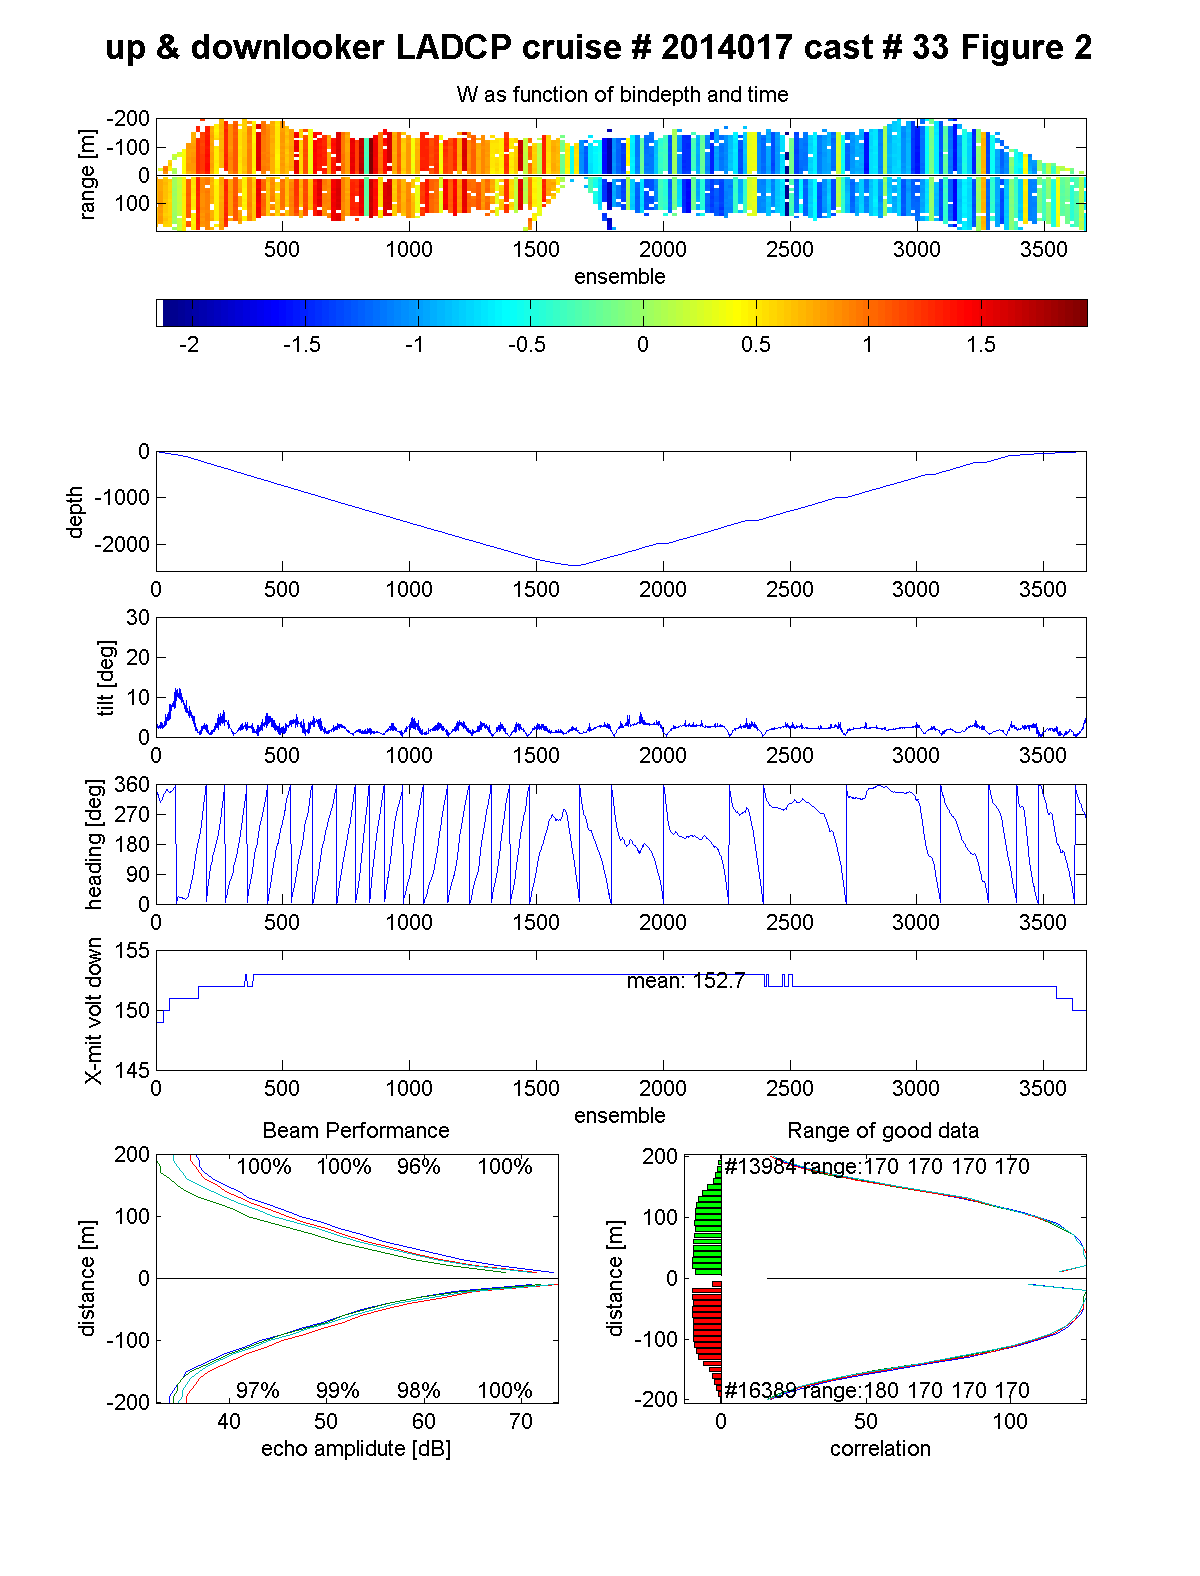 up & downlooker LADCP cruise # 2014017 cast # 33 Figure 2
W as function of bindepth and time
range [m]
-200
-100
0
100
500 1000 1500 2000 2500 3000 3500
ensemble
-2 -1.5 -1 -0.5 0 0.5 1 1.5
depth
0
-1000
-2000
0 500 1000 1500 2000 2500 3000 3500
tilt [deg]
30
20
10
0
0 500 1000 1500 2000 2500 3000 3500
heading [deg]
360
270
180
90
0
0 500 1000 1500 2000 2500 3000 3500
X-mit volt down
155
150
145
mean: 152.7
0 500 1000 1500 2000 2500 3000 3500
ensemble
Beam Performance
distance [m]
200
100
0
-100
-200
100% 100% 96% 100%
97% 99% 98% 100%
40 50 60 70
echo amplidute [dB]
Range of good data
distance [m]
200
100
0
-100
-200
#13984 range:170 170 170 170
#16389 range:180 170 170 170
0 50 100
correlation